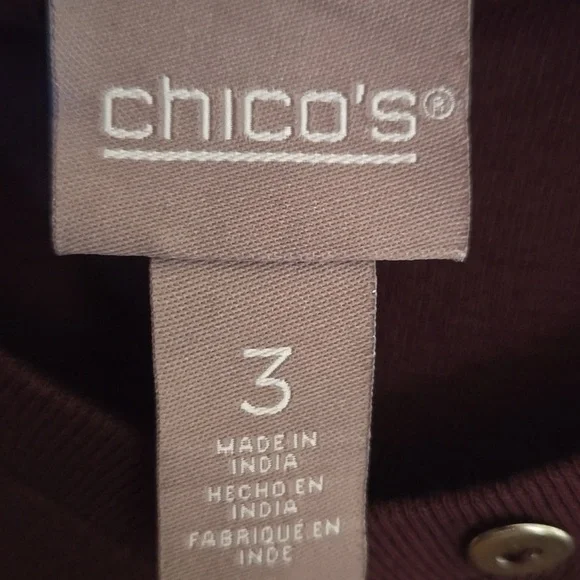 chico's®
3
MADE IN
INDIA
HECHO EN
INDIA
FABRIQUÉ EN
INDE